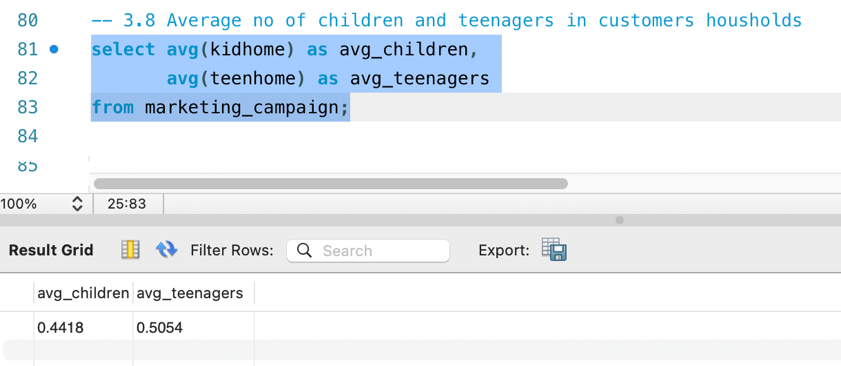 80 -- 3.8 Average no of children and teenagers in customers housholds
81 select avg(kidhome) as avg_children,
82 avg(teenhome) as avg_teenagers
83 from marketing_campaign;
84
85
100% 25:83
Result Grid Filter Rows: Search Export:
avg_children avg_teenagers
0.4418 0.5054